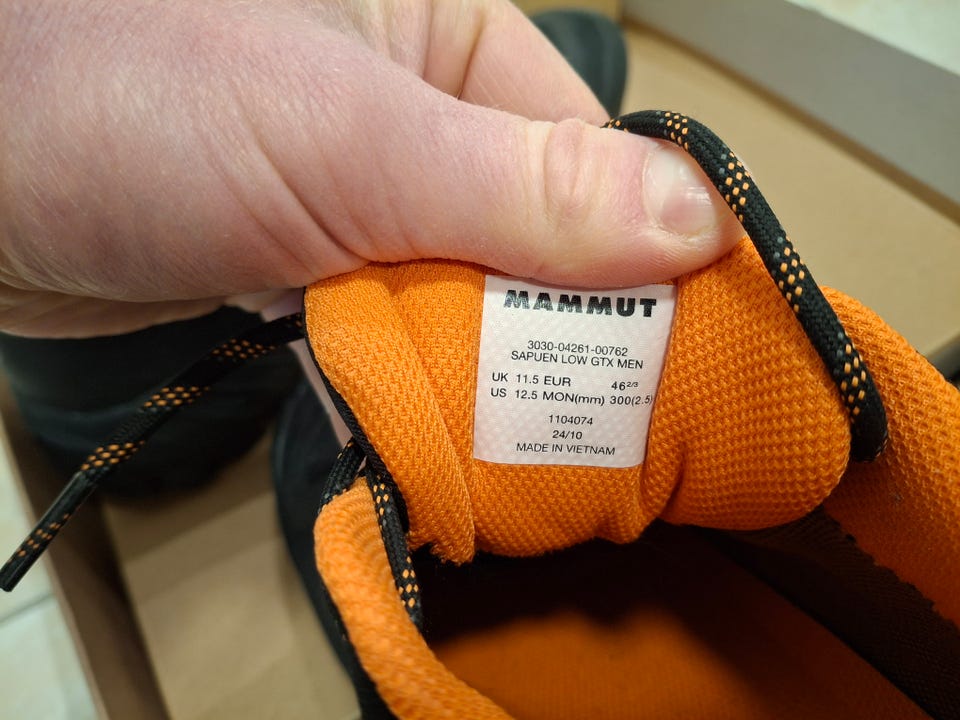 MAMMUT
3030-04261-00762
SAPUEN LOW GTX MEN
UK 11.5 EUR 46 2/3
US 12.5 MON(mm) 300(2.5)
1104074
24/10
MADE IN VIETNAM